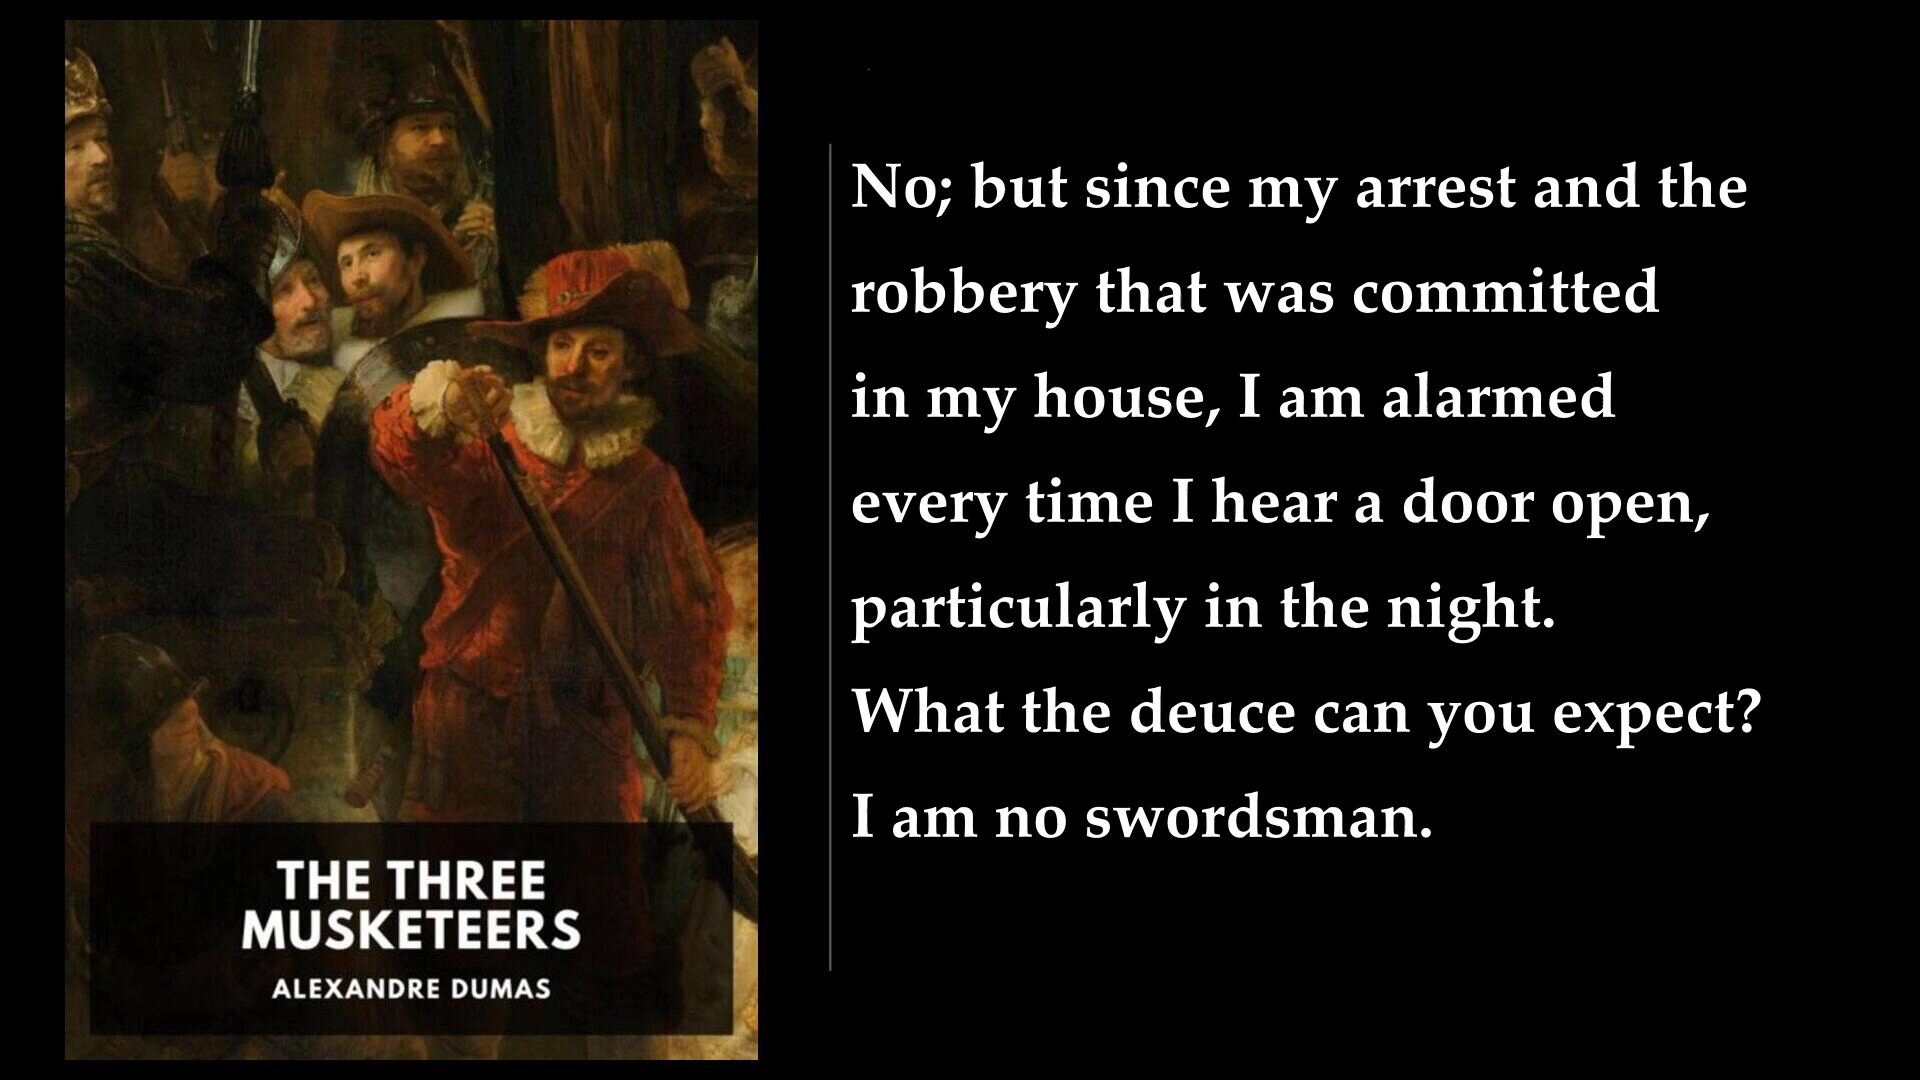 THE THREE
MUSKETEERS
ALEXANDRE DUMAS
No; but since my arrest and the
robbery that was committed
in my house, I am alarmed
every time I hear a door open,
particularly in the night.
What the deuce can you expect?
I am no swordsman.